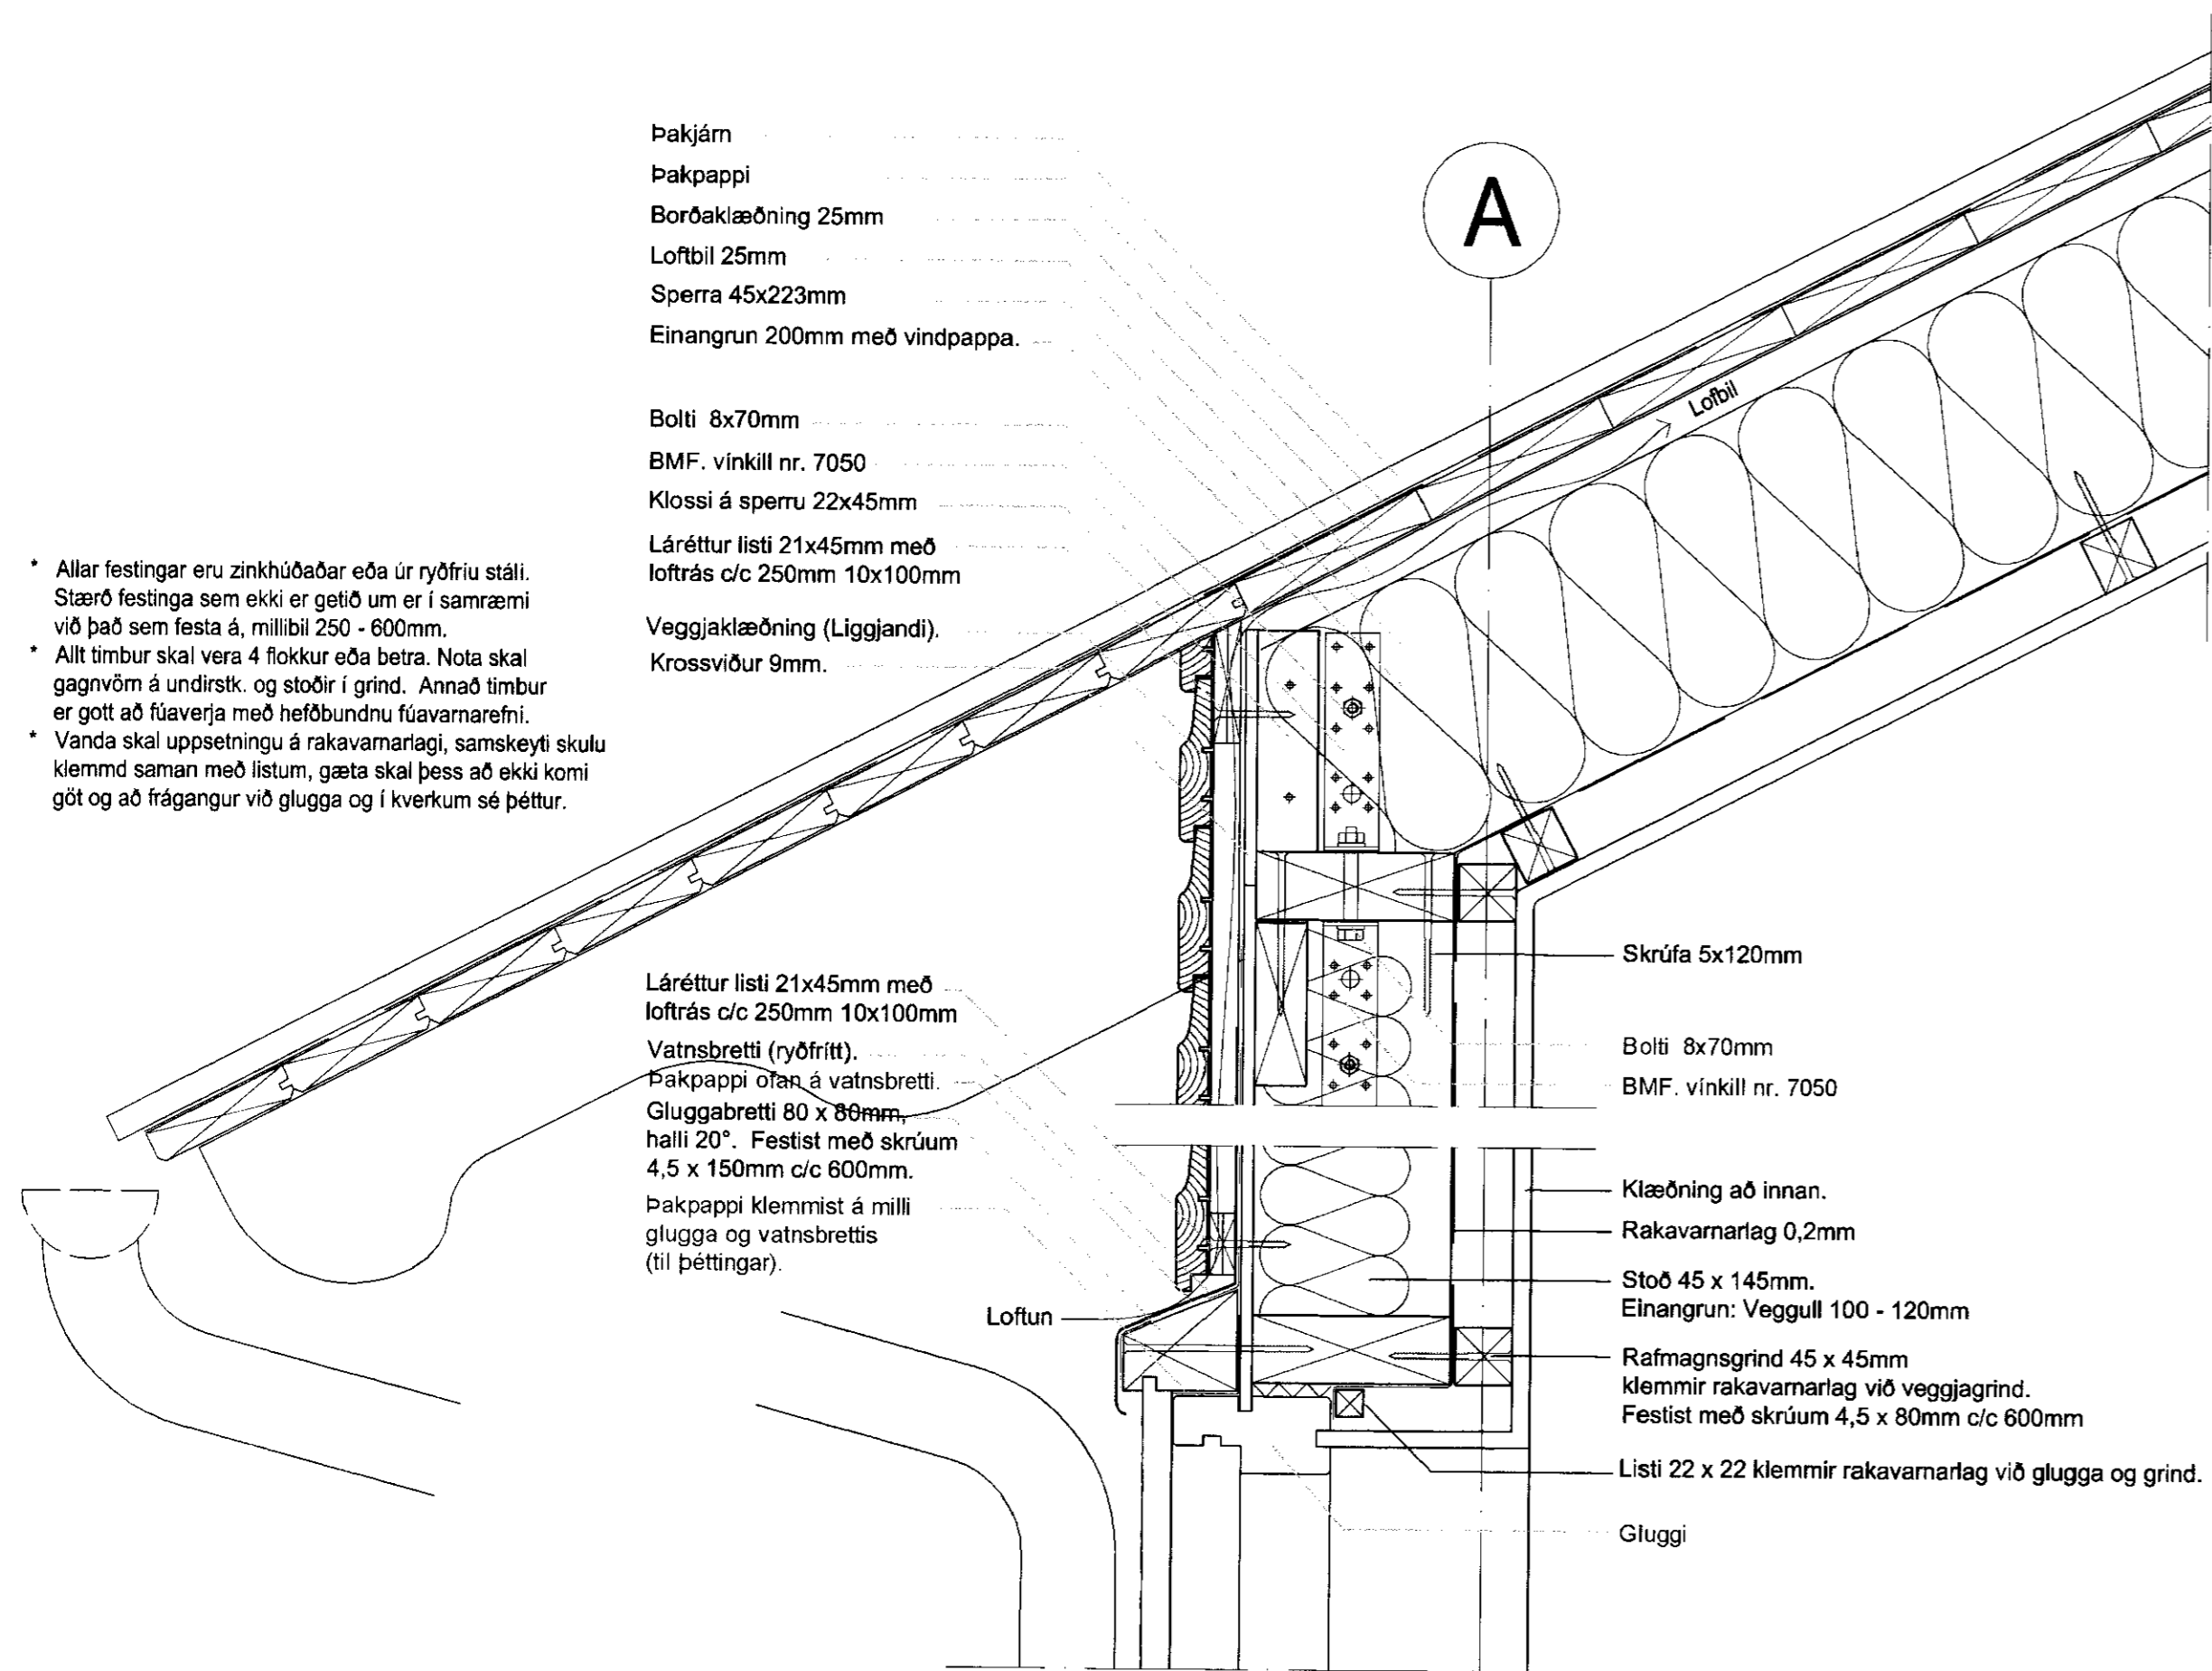 Þakjárn
Þakpappi
Borðaklæðning 25mm
Loftbil 25mm
Sperra 45x223mm
Einangrun 200mm með vindpappa.
Bolti 8x70mm
BMF. vínkill nr. 7050
Klossi á sperru 22x45mm
Láréttur listi 21x45mm með
loftrás c/c 250mm 10x100mm
Veggjaklæðning (Liggjandi).
Krossviður 9mm.
A
Lofbil
* Allar festingar eru zinkhúðaðar eða úr ryðfríu stáli.
Stærð festinga sem ekki er getið um er í samræmi
við það sem festa á, millibil 250 - 600mm.
* Allt timbur skal vera 4 flokkur eða betra. Nota skal
gagnvörn á undirstk. og stoðir í grind. Annað timbur
er gott að fúaverja með hefðbundnu fúavarnarefni.
* Vanda skal uppsetningu á rakavarnarlagi, samskeyti skulu
klemmd saman með listum, gæta skal þess að ekki komi
göt og að frágangur við glugga og í kverkum sé þéttur.
Láréttur listi 21x45mm með
loftrás c/c 250mm 10x100mm
Vatnsbretti (ryðfrítt).
Þakpappi ofan á vatnsbretti.
Gluggabretti 80 x 80mm,
halli 20°. Festist með skrúum
4,5 x 150mm c/c 600mm.
Þakpappi klemmist á milli
glugga og vatnsbrettis
(til þéttingar).
Loftun
Skrúfa 5x120mm
Bolti 8x70mm
BMF. vínkill nr. 7050
Klæðning að innan.
Rakavarnarlag 0,2mm
Stoð 45 x 145mm.
Einangrun: Veggull 100 - 120mm
Rafmagnsgrind 45 x 45mm
klemmir rakavarnarlag við veggjagrind.
Festist með skrúum 4,5 x 80mm c/c 600mm
Listi 22 x 22 klemmir rakavarnarlag við glugga og grind.
Gluggi